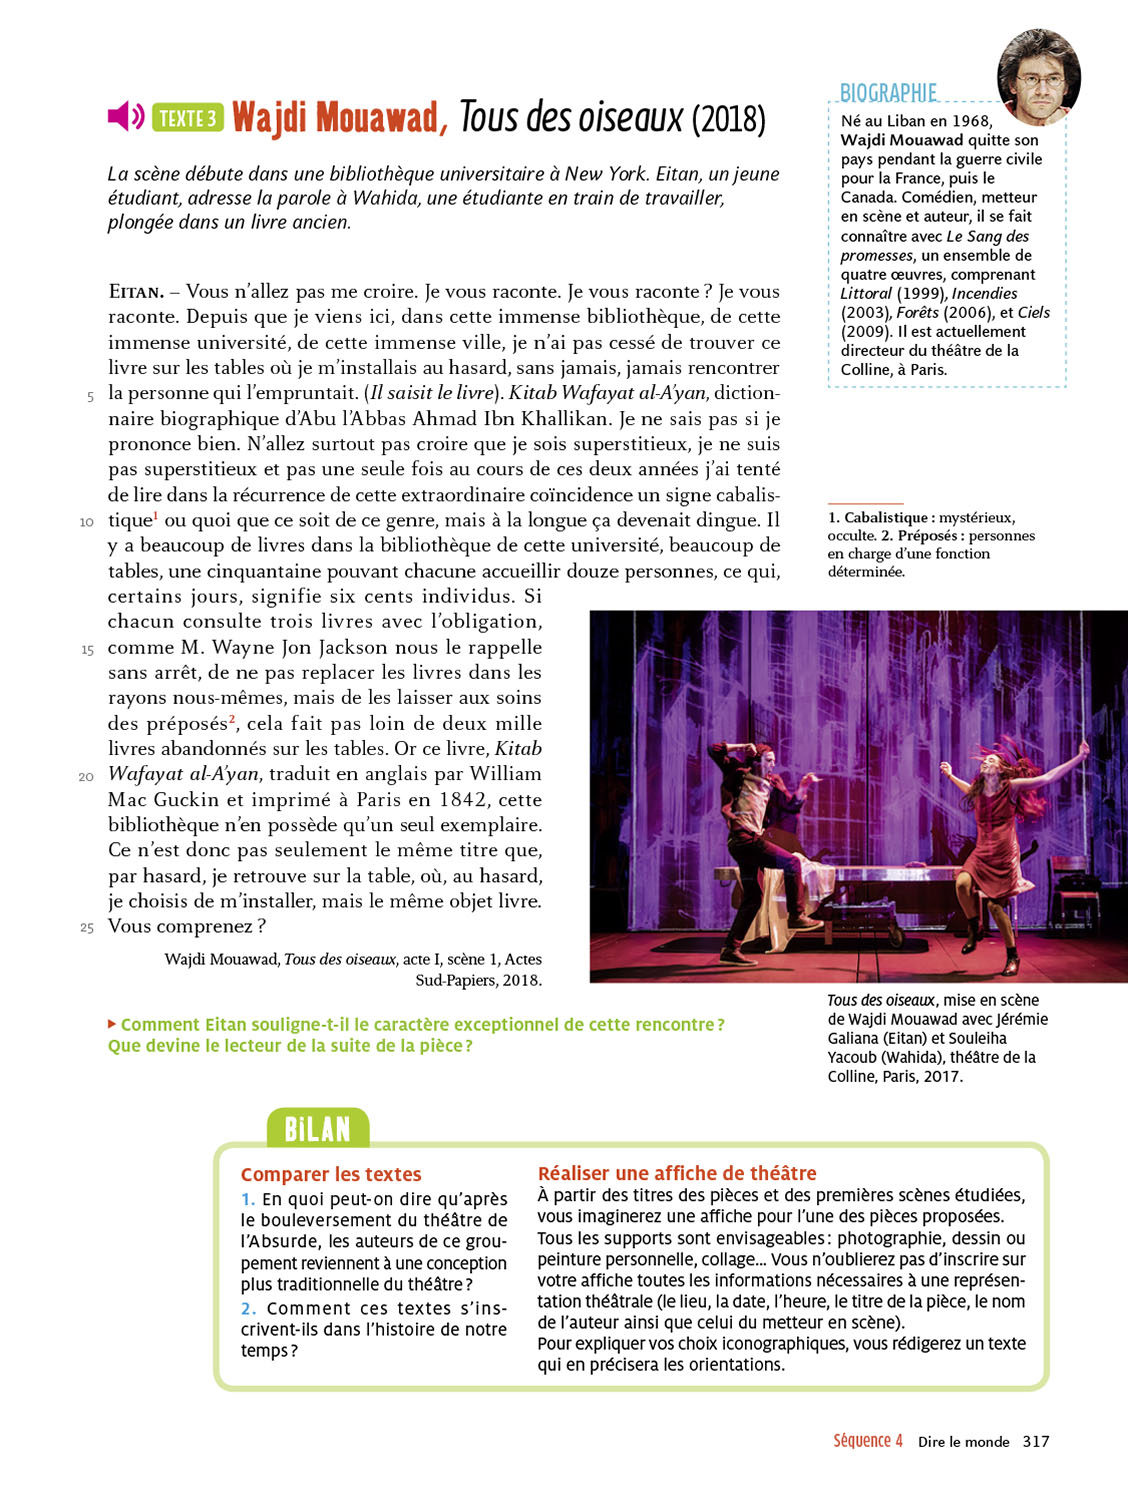 TEXTE 3 Wajdi Mouawad, Tous des oiseaux (2018)
La scène débute dans une bibliothèque universitaire à New York. Eitan, un jeune
étudiant, adresse la parole à Wahida, une étudiante en train de travailler,
plongée dans un livre ancien.
EITAN. – Vous n'allez pas me croire. Je vous raconte. Je vous raconte ? Je vous
raconte. Depuis que je viens ici, dans cette immense bibliothèque, de cette
immense université, de cette immense ville, je n'ai pas cessé de trouver ce
livre sur les tables où je m'installais au hasard, sans jamais, jamais rencontrer
5 la personne qui l'empruntait. (Il saisit le livre). Kitab Wafayat al-A'yan, diction-
naire biographique d'Abu l'Abbas Ahmad Ibn Khallikan. Je ne sais pas si je
prononce bien. N'allez surtout pas croire que je sois superstitieux, je ne suis
pas superstitieux et pas une seule fois au cours de ces deux années j'ai tenté
de lire dans la récurrence de cette extraordinaire coïncidence un signe cabalis-
10 tique1 ou quoi que ce soit de ce genre, mais à la longue ça devenait dingue. Il
y a beaucoup de livres dans la bibliothèque de cette université, beaucoup de
tables, une cinquantaine pouvant chacune accueillir douze personnes, ce qui,
certains jours, signifie six cents individus. Si
chacun consulte trois livres avec l'obligation,
15 comme M. Wayne Jon Jackson nous le rappelle
sans arrêt, de ne pas replacer les livres dans les
rayons nous-mêmes, mais de les laisser aux soins
des préposés2, cela fait pas loin de deux mille
livres abandonnés sur les tables. Or ce livre, Kitab
20 Wafayat al-A'yan, traduit en anglais par William
Mac Guckin et imprimé à Paris en 1842, cette
bibliothèque n'en possède qu'un seul exemplaire.
Ce n'est donc pas seulement le même titre que,
par hasard, je retrouve sur la table, où, au hasard,
je choisis de m'installer, mais le même objet livre.
25 Vous comprenez ?
Wajdi Mouawad, Tous des oiseaux, acte I, scène 1, Actes
Sud-Papiers, 2018.
▶ Comment Eitan souligne-t-il le caractère exceptionnel de cette rencontre ?
Que devine le lecteur de la suite de la pièce ?
BIOGRAPHIE
Né au Liban en 1968,
Wajdi Mouawad quitte son
pays pendant la guerre civile
pour la France, puis le
Canada. Comédien, metteur
en scène et auteur, il se fait
connaître avec Le Sang des
promesses, un ensemble de
quatre œuvres, comprenant
Littoral (1999), Incendies
(2003), Forêts (2006), et Ciels
(2009). Il est actuellement
directeur du théâtre de la
Colline, à Paris.
1. Cabalistique : mystérieux,
occulte. 2. Préposés : personnes
en charge d'une fonction
déterminée.
Tous des oiseaux, mise en scène
de Wajdi Mouawad avec Jérémie
Galiana (Eitan) et Souleiha
Yacoub (Wahida), théâtre de la
Colline, Paris, 2017.
BILAN
Comparer les textes
1. En quoi peut-on dire qu'après
le bouleversement du théâtre de
l'Absurde, les auteurs de ce grou-
pement reviennent à une conception
plus traditionnelle du théâtre ?
2. Comment ces textes s'ins-
crivent-ils dans l'histoire de notre
temps ?
Réaliser une affiche de théâtre
À partir des titres des pièces et des premières scènes étudiées,
vous imaginerez une affiche pour l'une des pièces proposées.
Tous les supports sont envisageables : photographie, dessin ou
peinture personnelle, collage... Vous n'oublierez pas d'inscrire sur
votre affiche toutes les informations nécessaires à une représen-
tation théâtrale (le lieu, la date, l'heure, le titre de la pièce, le nom
de l'auteur ainsi que celui du metteur en scène).
Pour expliquer vos choix iconographiques, vous rédigerez un texte
qui en précisera les orientations.
Séquence 4 Dire le monde 317